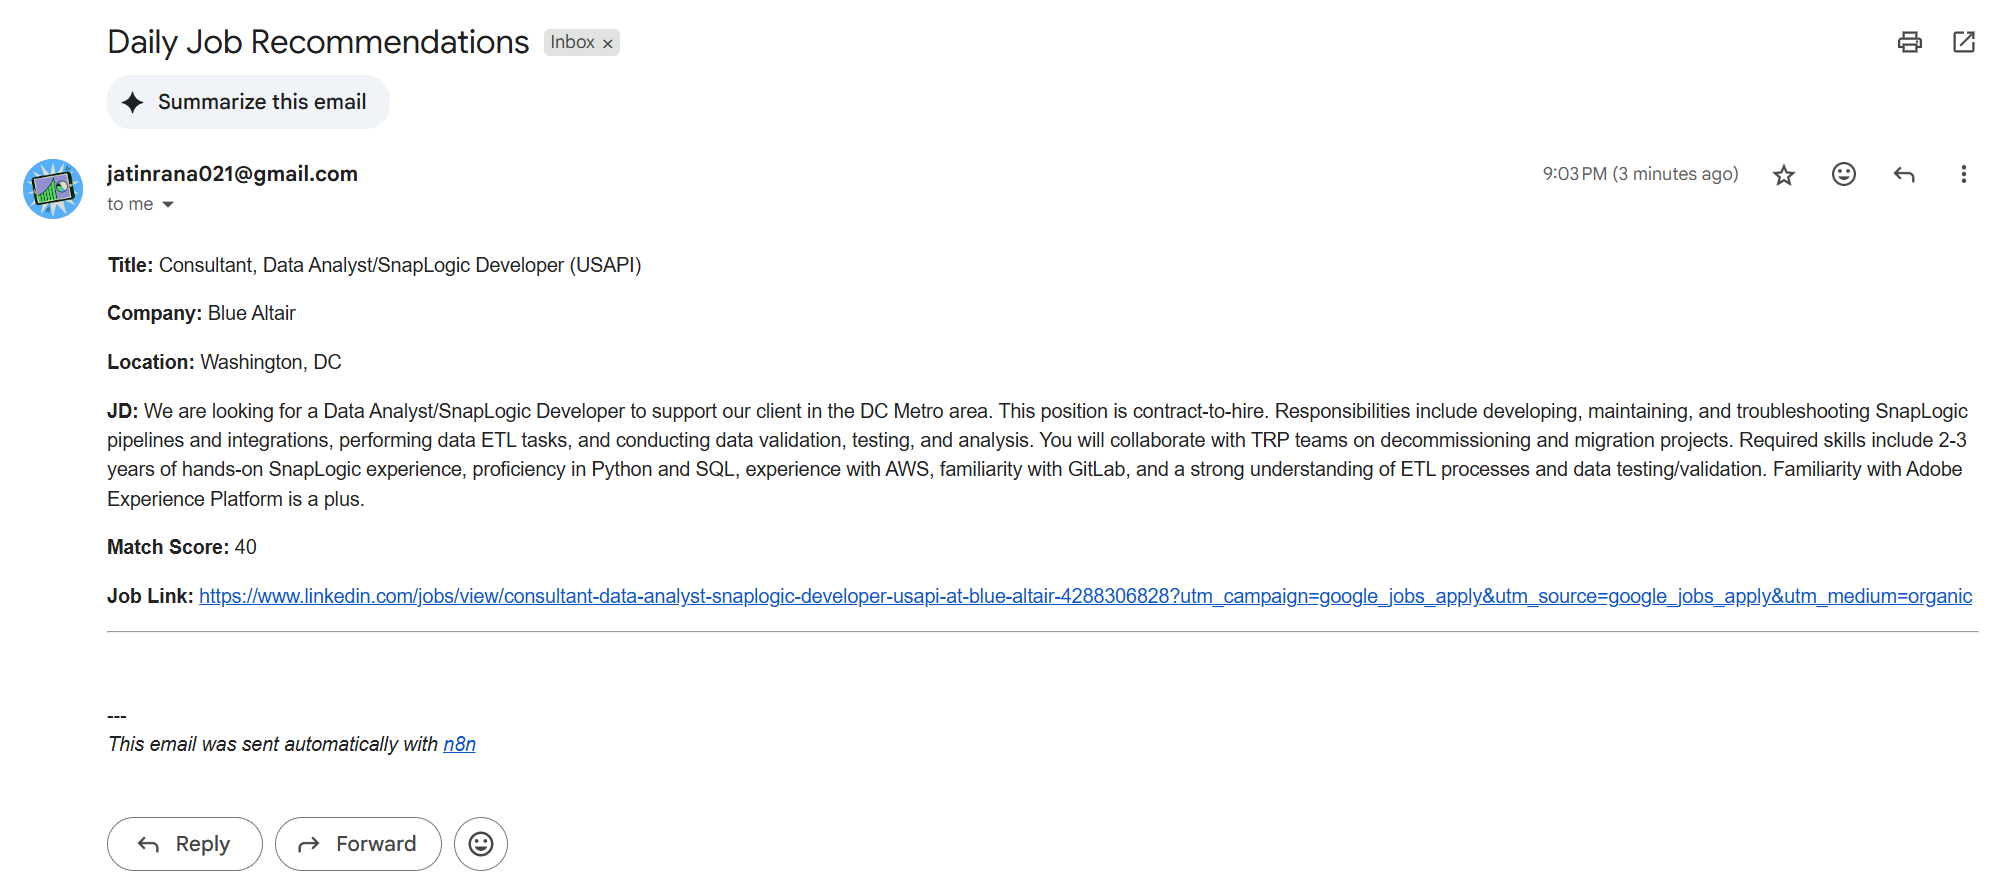 Daily Job Recommendations Inbox ×
Summarize this email
jatinrana021@gmail.com 9:03 PM (3 minutes ago)
to me
Title: Consultant, Data Analyst/SnapLogic Developer (USAPI)
Company: Blue Altair
Location: Washington, DC
JD: We are looking for a Data Analyst/SnapLogic Developer to support our client in the DC Metro area. This position is contract-to-hire. Responsibilities include developing, maintaining, and troubleshooting SnapLogic
pipelines and integrations, performing data ETL tasks, and conducting data validation, testing, and analysis. You will collaborate with TRP teams on decommissioning and migration projects. Required skills include 2-3
years of hands-on SnapLogic experience, proficiency in Python and SQL, experience with AWS, familiarity with GitLab, and a strong understanding of ETL processes and data testing/validation. Familiarity with Adobe
Experience Platform is a plus.
Match Score: 40
Job Link: https://www.linkedin.com/jobs/view/consultant-data-analyst-snaplogic-developer-usapi-at-blue-altair-4288306828?utm_campaign=google_jobs_apply&utm_source=google_jobs_apply&utm_medium=organic
---
This email was sent automatically with n8n
Reply Forward